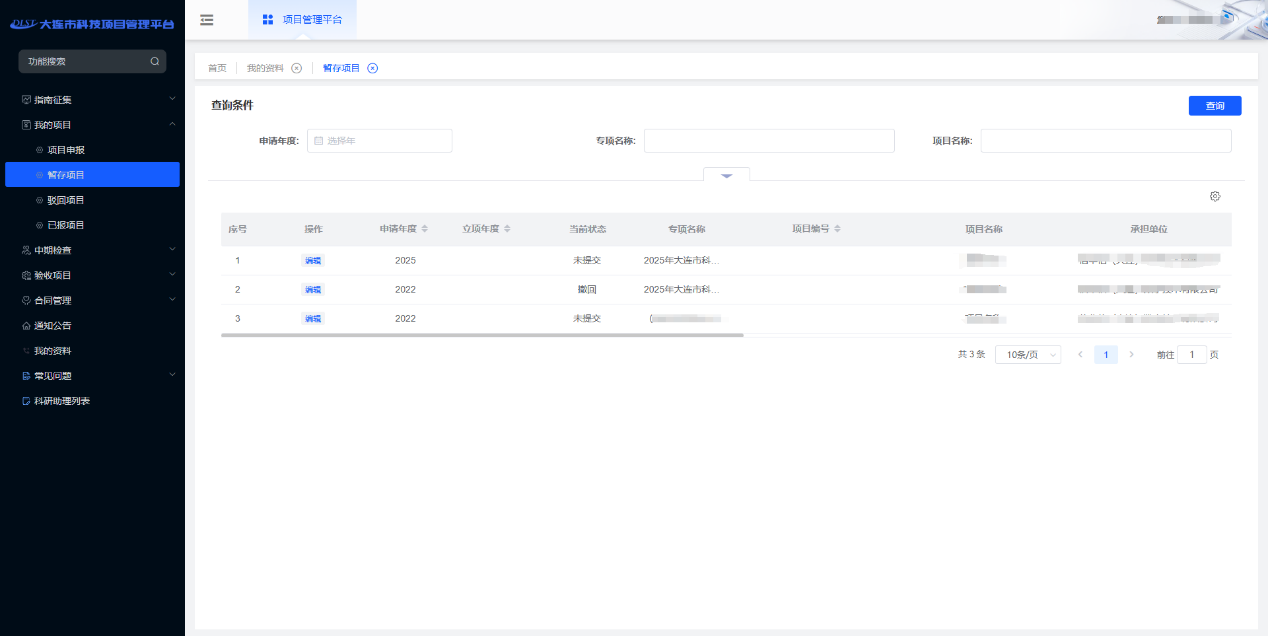 DLST 大连市科技项目管理平台
项目管理平台
功能搜索
指南征集
我的项目
项目申报
暂存项目
驳回项目
已报项目
中期检查
验收项目
合同管理
通知公告
我的资料
常见问题
科研助理列表
首页 我的资料 暂存项目
查询条件 查询
申请年度: 选择年 专项名称: 项目名称:
序号 操作 申请年度 立项年度 当前状态 专项名称 项目编号 项目名称 承担单位
1 编辑 2025 未提交 2025年大连市科...
2 编辑 2022 撤回 2025年大连市科...
3 编辑 2022 未提交
共 3 条 10条/页 1 前往 1 页